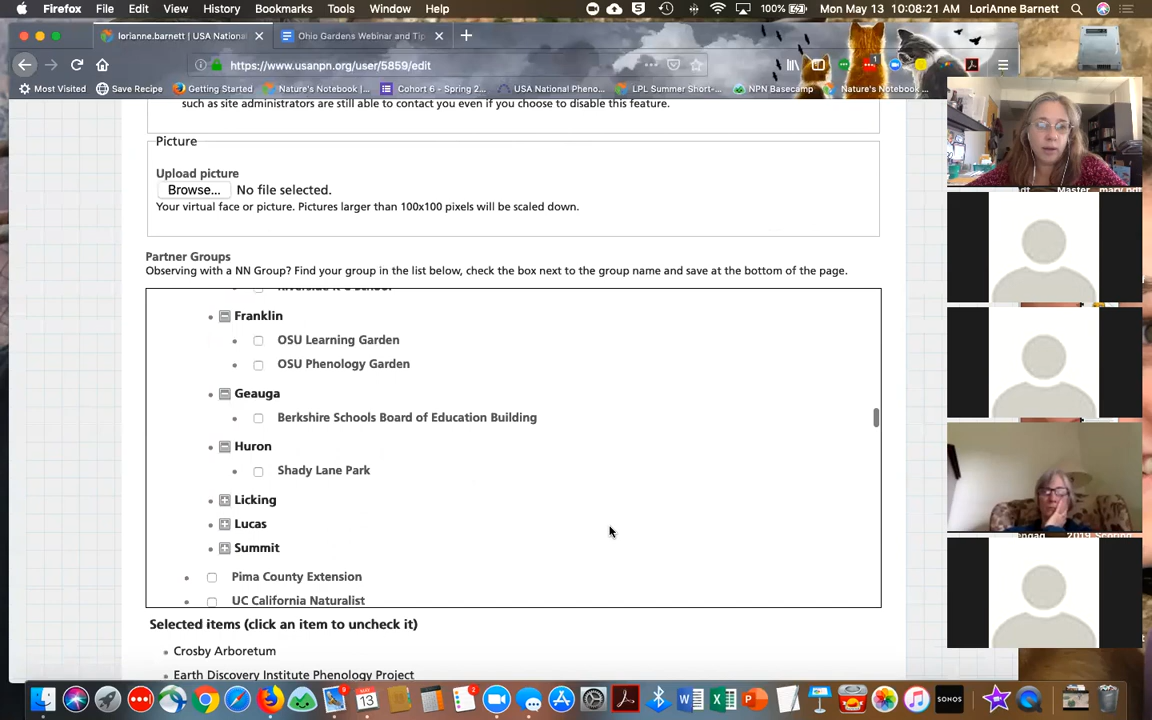 Firefox File Edit View History Bookmarks Tools Window Help 100% Mon May 13 10:08:21 AM LoriAnne Barnett
lorianne.barnett | USA National Ohio Gardens Webinar and Tip
https://www.usanpn.org/user/5859/edit
Most Visited Save Recipe Getting Started Nature's Notebook |... Cohort 6 - Spring 2... USA National Pheno... LPL Summer Short-... NPN Basecamp Nature's Notebook ...
such as site administrators are still able to contact you even if you choose to disable this feature.
Picture
Upload picture
Browse... No file selected.
Your virtual face or picture. Pictures larger than 100x100 pixels will be scaled down.
Partner Groups
Observing with a NN Group? Find your group in the list below, check the box next to the group name and save at the bottom of the page.
Franklin
OSU Learning Garden
OSU Phenology Garden
Geauga
Berkshire Schools Board of Education Building
Huron
Shady Lane Park
Licking
Lucas
Summit
Pima County Extension
UC California Naturalist
Selected items (click an item to uncheck it)
Crosby Arboretum
Earth Discovery Institute Phenology Project
MAY
13
SONOS